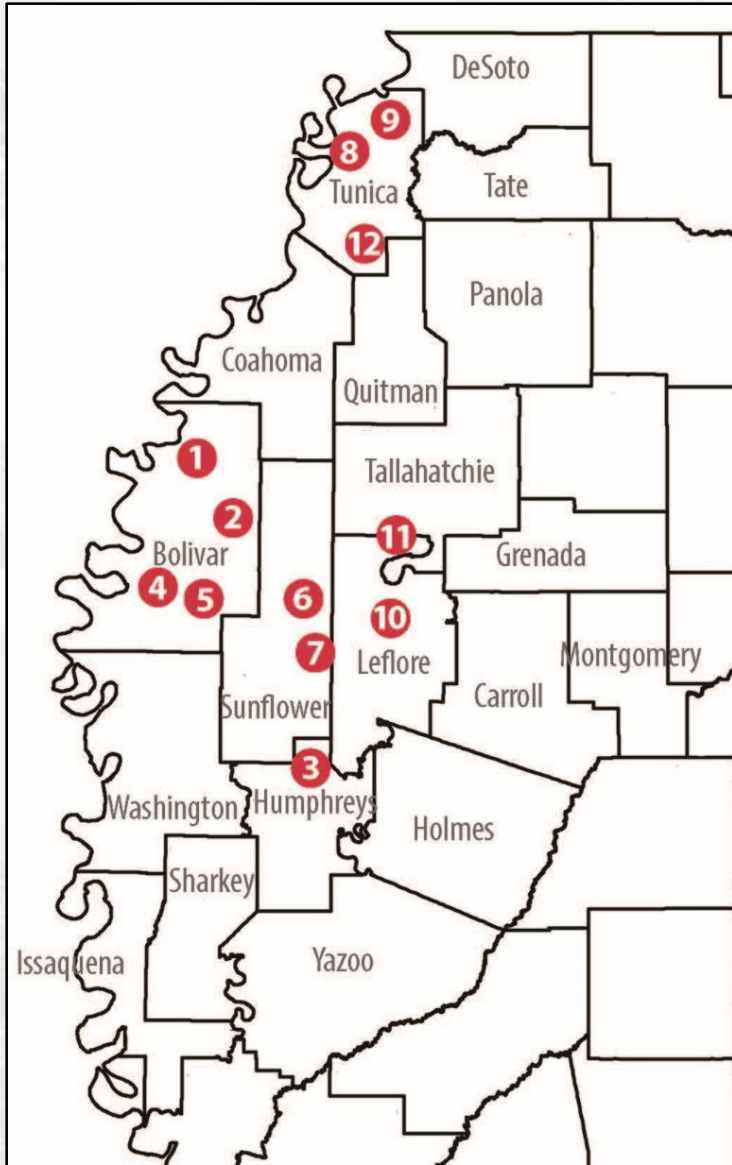 DeSoto
9
8
Tunica
Tate
12
Panola
Coahoma
Quitman
1
Tallahatchie
2
11
Bolivar
Grenada
4
5
6
10
7
Leflore
Montgomery
Sunflower
Carroll
3
Humphreys
Washington
Holmes
Sharkey
Issaquena
Yazoo